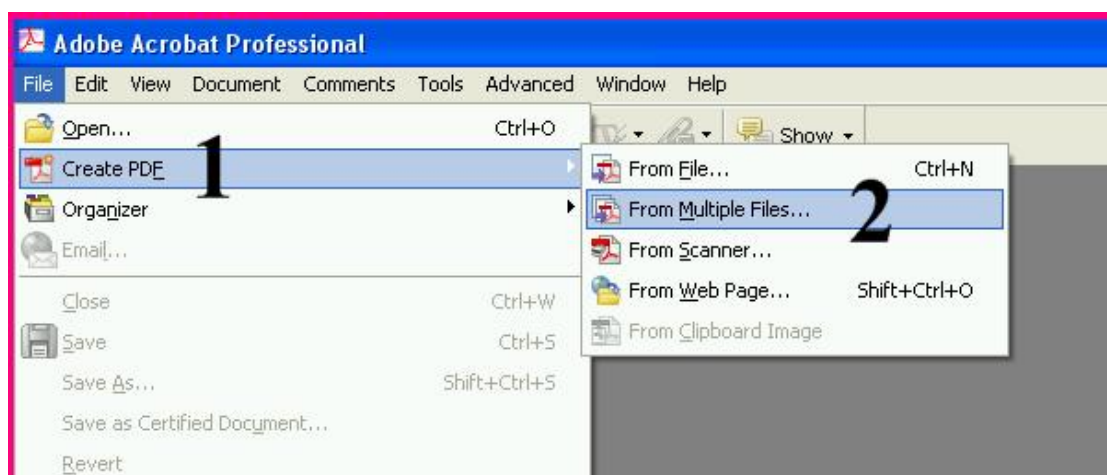 Adobe Acrobat Professional
File Edit View Document Comments Tools Advanced Window Help
Open... Ctrl+O
Show
Create PDF 1
From File... Ctrl+N
Organizer
From Multiple Files... 2
Email...
From Scanner...
Close Ctrl+W
From Web Page... Shift+Ctrl+O
Save Ctrl+S
From Clipboard Image
Save As... Shift+Ctrl+S
Save as Certified Document...
Revert